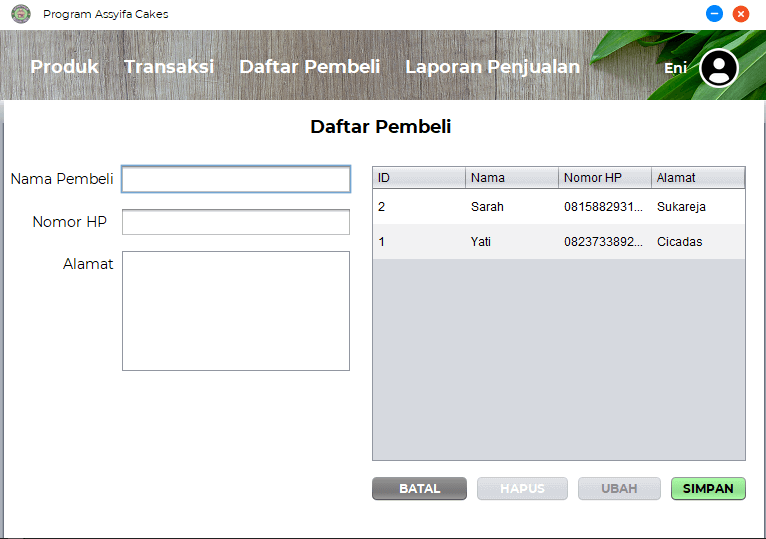 Program Assyifa Cakes
Produk Transaksi Daftar Pembeli Laporan Penjualan Eni
Daftar Pembeli
Nama Pembeli
Nomor HP
Alamat
ID Nama Nomor HP Alamat
2 Sarah 0815882931... Sukareja
1 Yati 0823733892... Cicadas
BATAL HAPUS UBAH SIMPAN